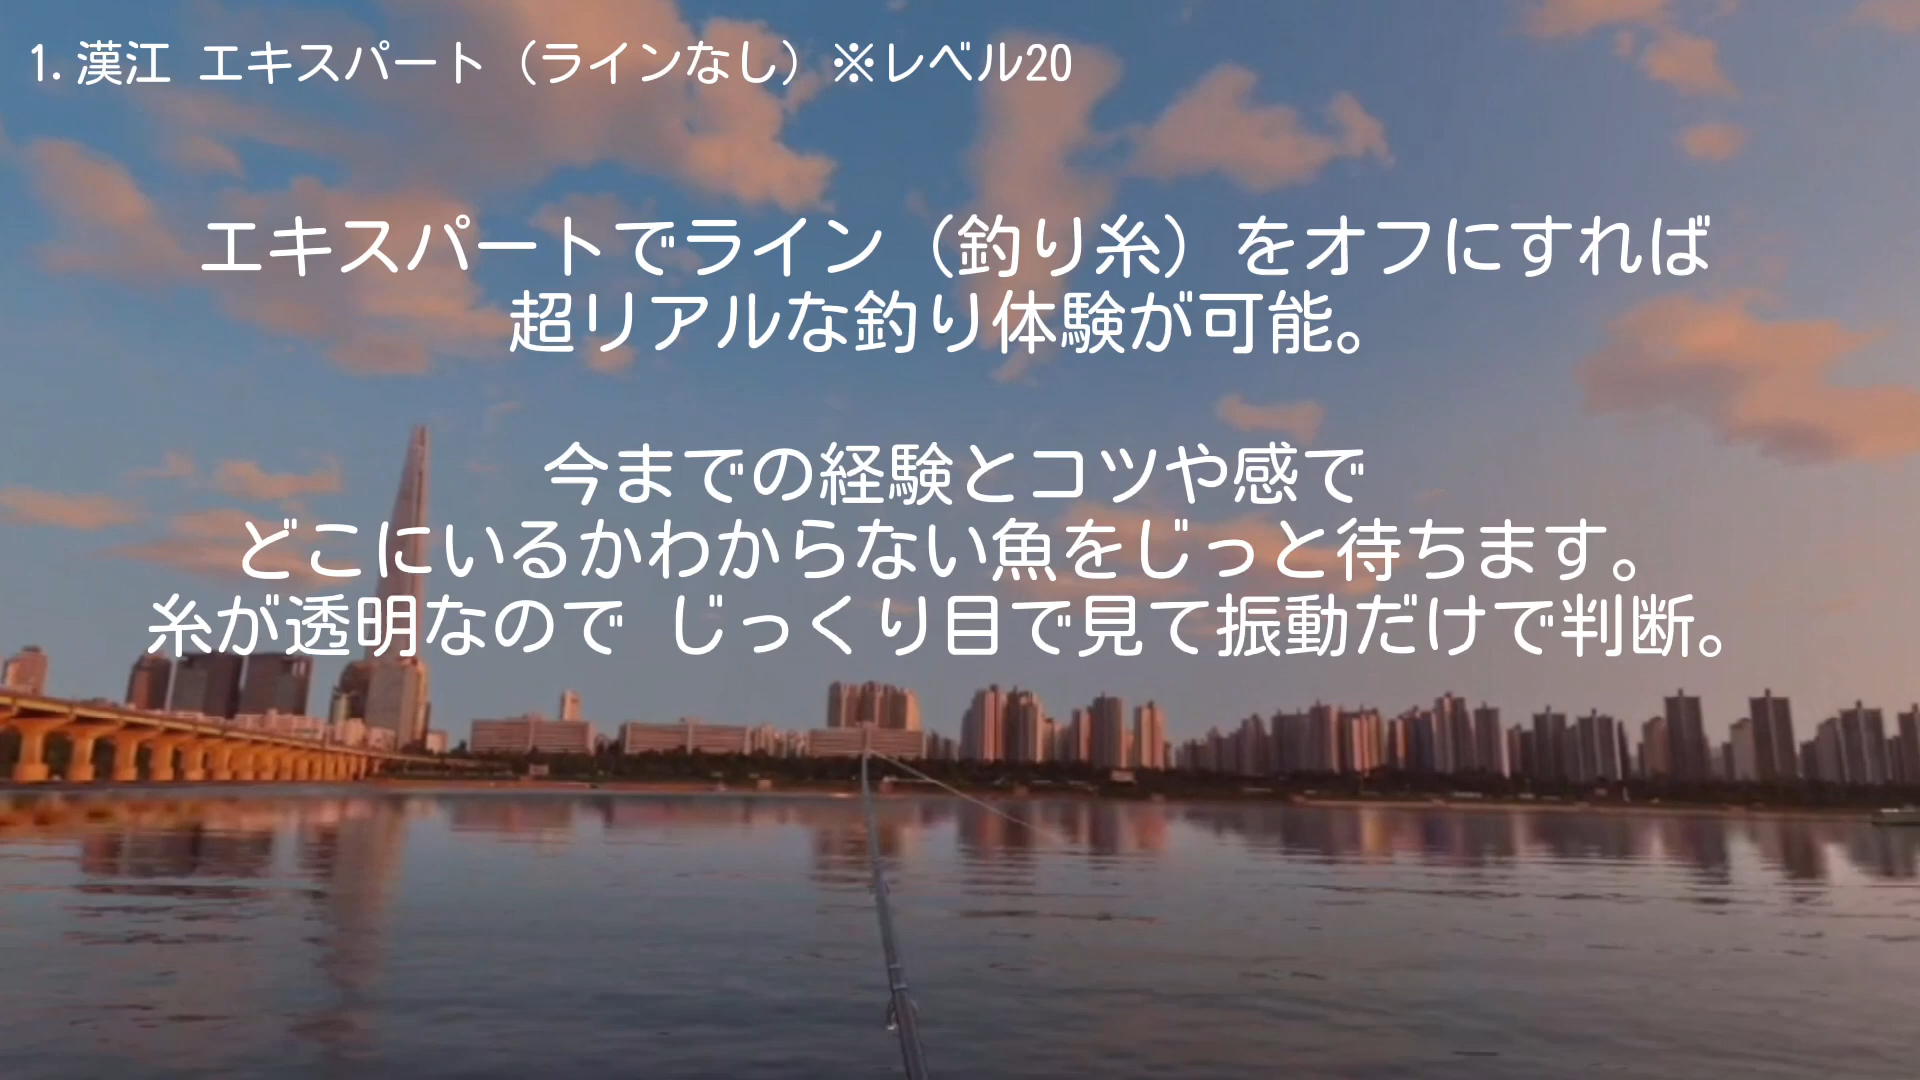 1.漢江 エキスパート（ラインなし）※レベル20
エキスパートでライン（釣り糸）をオフにすれば
超リアルな釣り体験が可能。
今までの経験とコツや感で
どこにいるかわからない魚をじっと待ちます。
糸が透明なので じっくり目で見て振動だけで判断。